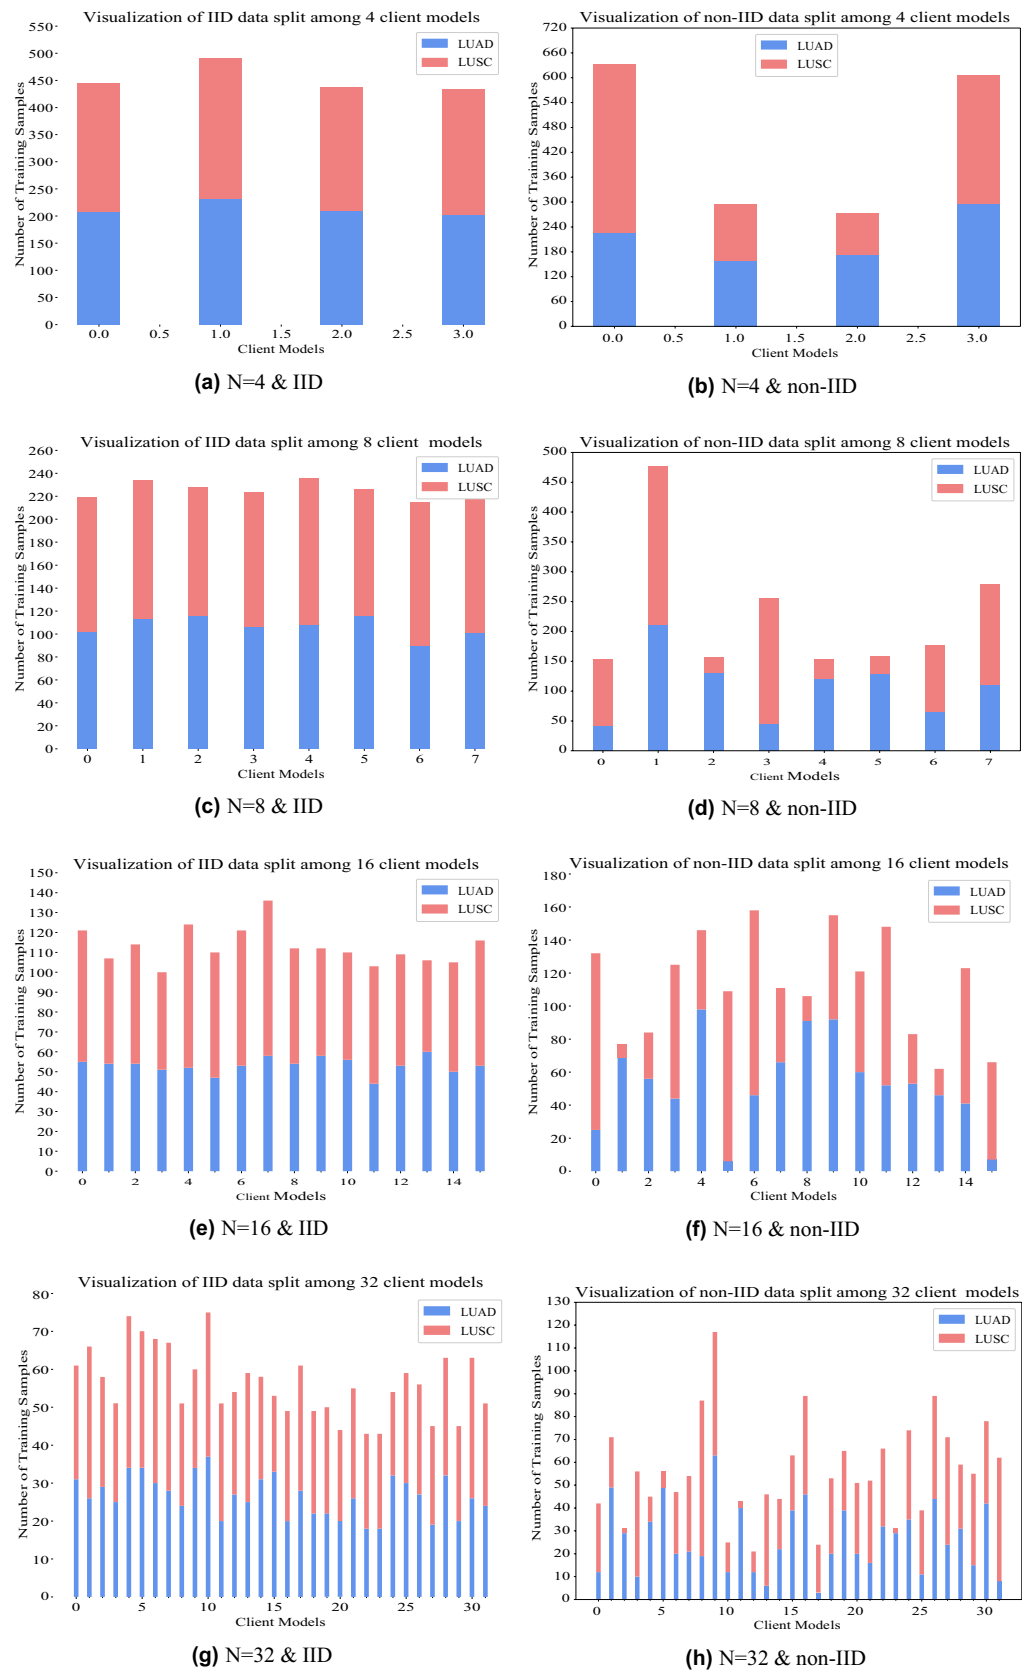 Visualization of IID data split among 4 client models
550
500
450
400
350
300
250
200
150
100
50
0
Number of Training Samples
LUAD
LUSC
0.0 0.5 1.0 1.5 2.0 2.5 3.0
Client Models
(a) N=4 & IID
Visualization of non-IID data split among 4 client models
720
660
600
540
480
420
360
300
240
180
120
60
0
Number of Training Samples
LUAD
LUSC
0.0 0.5 1.0 1.5 2.0 2.5 3.0
Client Models
(b) N=4 & non-IID
Visualization of IID data split among 8 client models
260
240
220
200
180
160
140
120
100
80
60
40
20
0
Number of Training Samples
LUAD
LUSC
0 1 2 3 4 5 6 7
Client Models
(c) N=8 & IID
Visualization of non-IID data split among 8 client models
500
450
400
350
300
250
200
150
100
50
0
Number of Training Samples
LUAD
LUSC
0 1 2 3 4 5 6 7
Client Models
(d) N=8 & non-IID
Visualization of IID data split among 16 client models
150
140
130
120
110
100
90
80
70
60
50
40
30
20
10
0
Number of Training Samples
LUAD
LUSC
0 2 4 6 8 10 12 14
Client Models
(e) N=16 & IID
Visualization of non-IID data split among 16 client models
180
160
140
120
100
80
60
40
20
0
Number of Training Samples
LUAD
LUSC
0 2 4 6 8 10 12 14
Client Models
(f) N=16 & non-IID
Visualization of IID data split among 32 client models
80
70
60
50
40
30
20
10
0
Number of Training Samples
LUAD
LUSC
0 5 10 15 20 25 30
Client Models
(g) N=32 & IID
Visualization of non-IID data split among 32 client models
130
120
110
100
90
80
70
60
50
40
30
20
10
0
Number of Training Samples
LUAD
LUSC
0 5 10 15 20 25 30
Client Models
(h) N=32 & non-IID